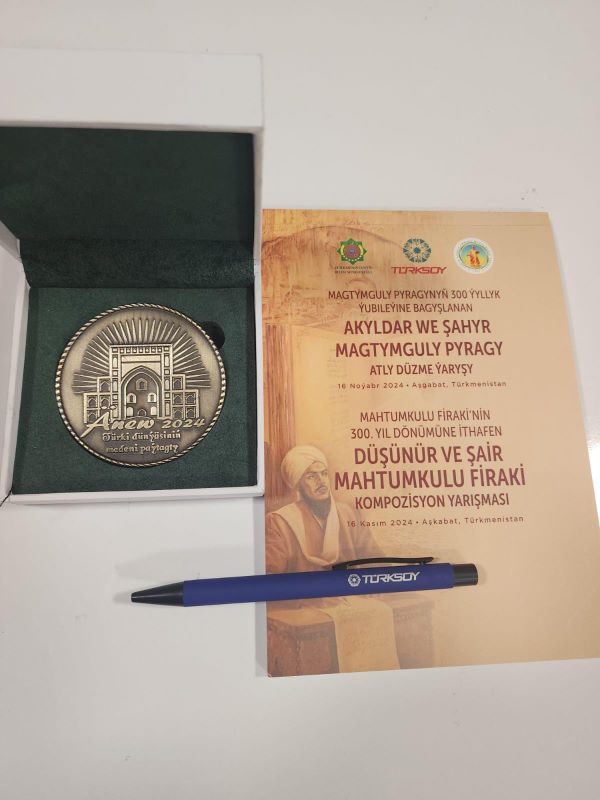 Änew 2024
Türki dünýäsiniň
medeni paýtagty
TÜRKSOY
MAGTYMGULY PYRAGYNYŇ 300 ÝYLLYK
ÝUBILEÝINE BAGYŞLANAN
AKYLDAR WE ŞAHYR
MAGTYMGULY PYRAGY
ATLY DÜZME ÝARYŞY
16 Noýabr 2024 • Aşgabat, Türkmenistan
MAHTUMKULU FİRAKİ'NİN
300. YIL DÖNÜMÜNE İTHAFEN
DÜŞÜNÜR VE ŞAİR
MAHTUMKULU FİRAKİ
KOMPOZİSYON YARIŞMASI
16 Kasım 2024 • Aşkabat, Türkmenistan
TÜRKSOY